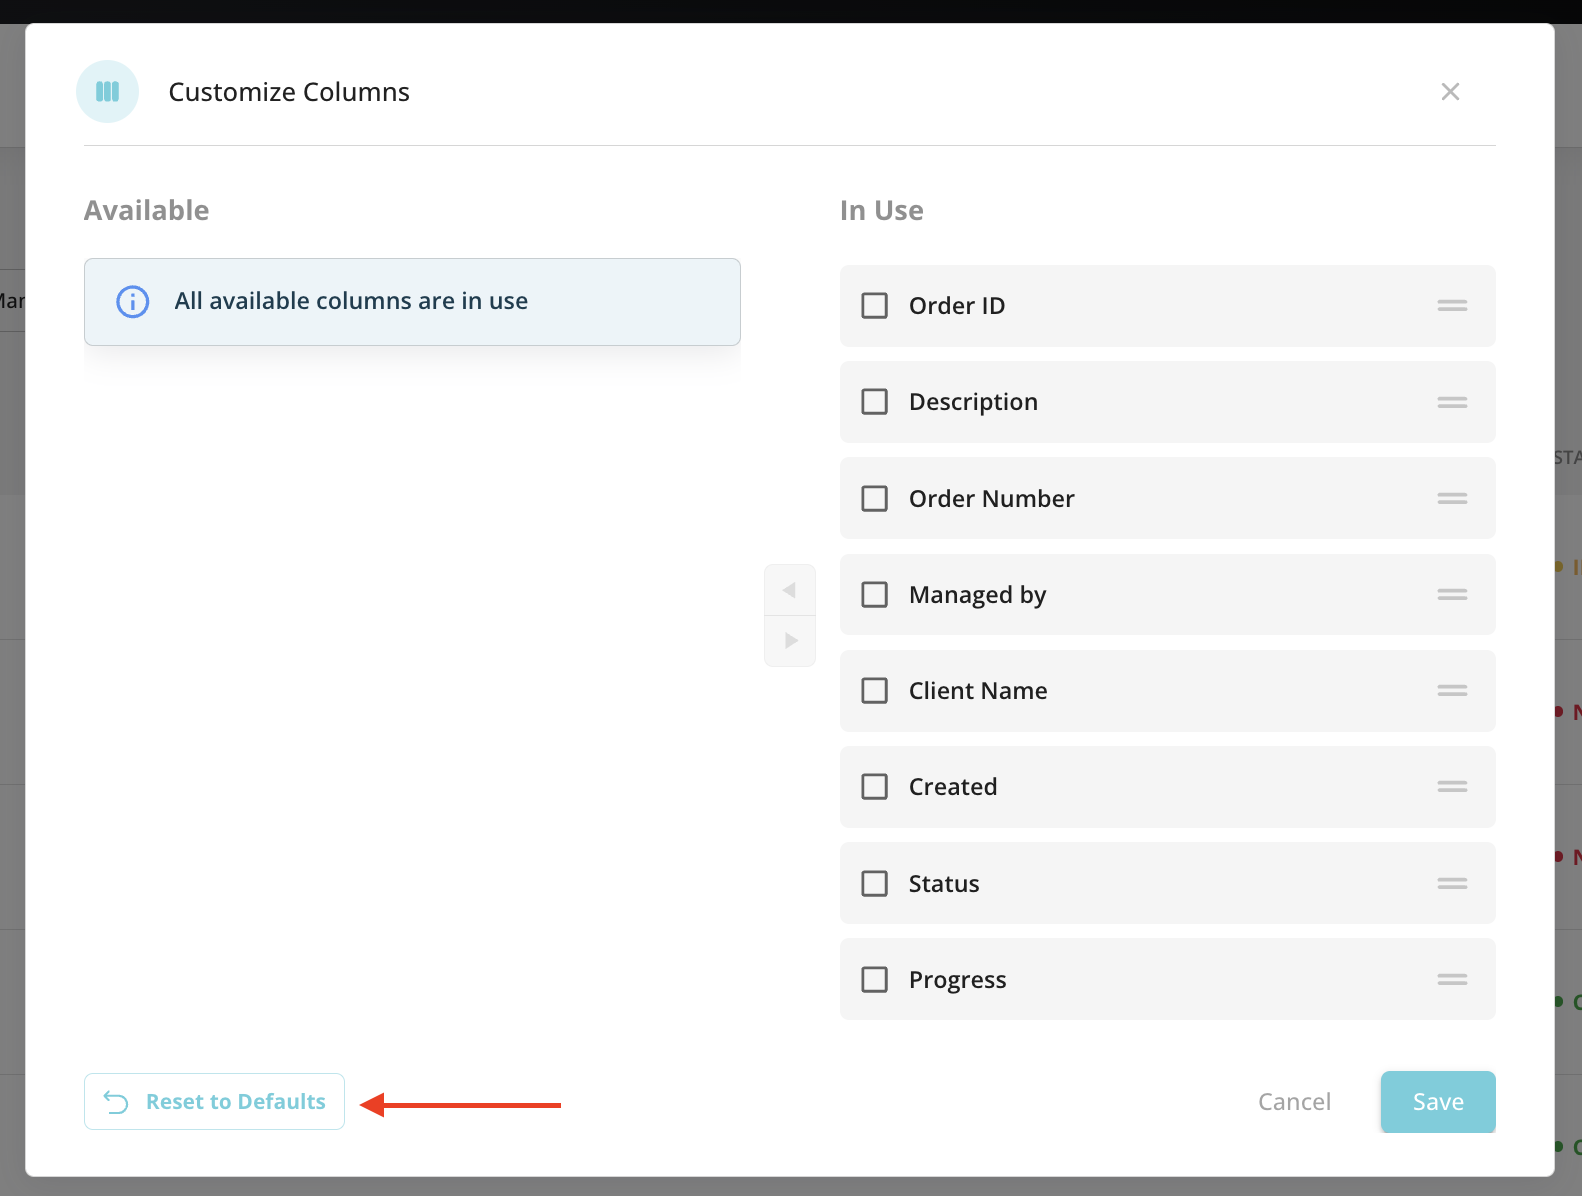 Customize Columns
Available
In Use
All available columns are in use
Order ID
Description
Order Number
Managed by
Client Name
Created
Status
Progress
Reset to Defaults
Cancel
Save